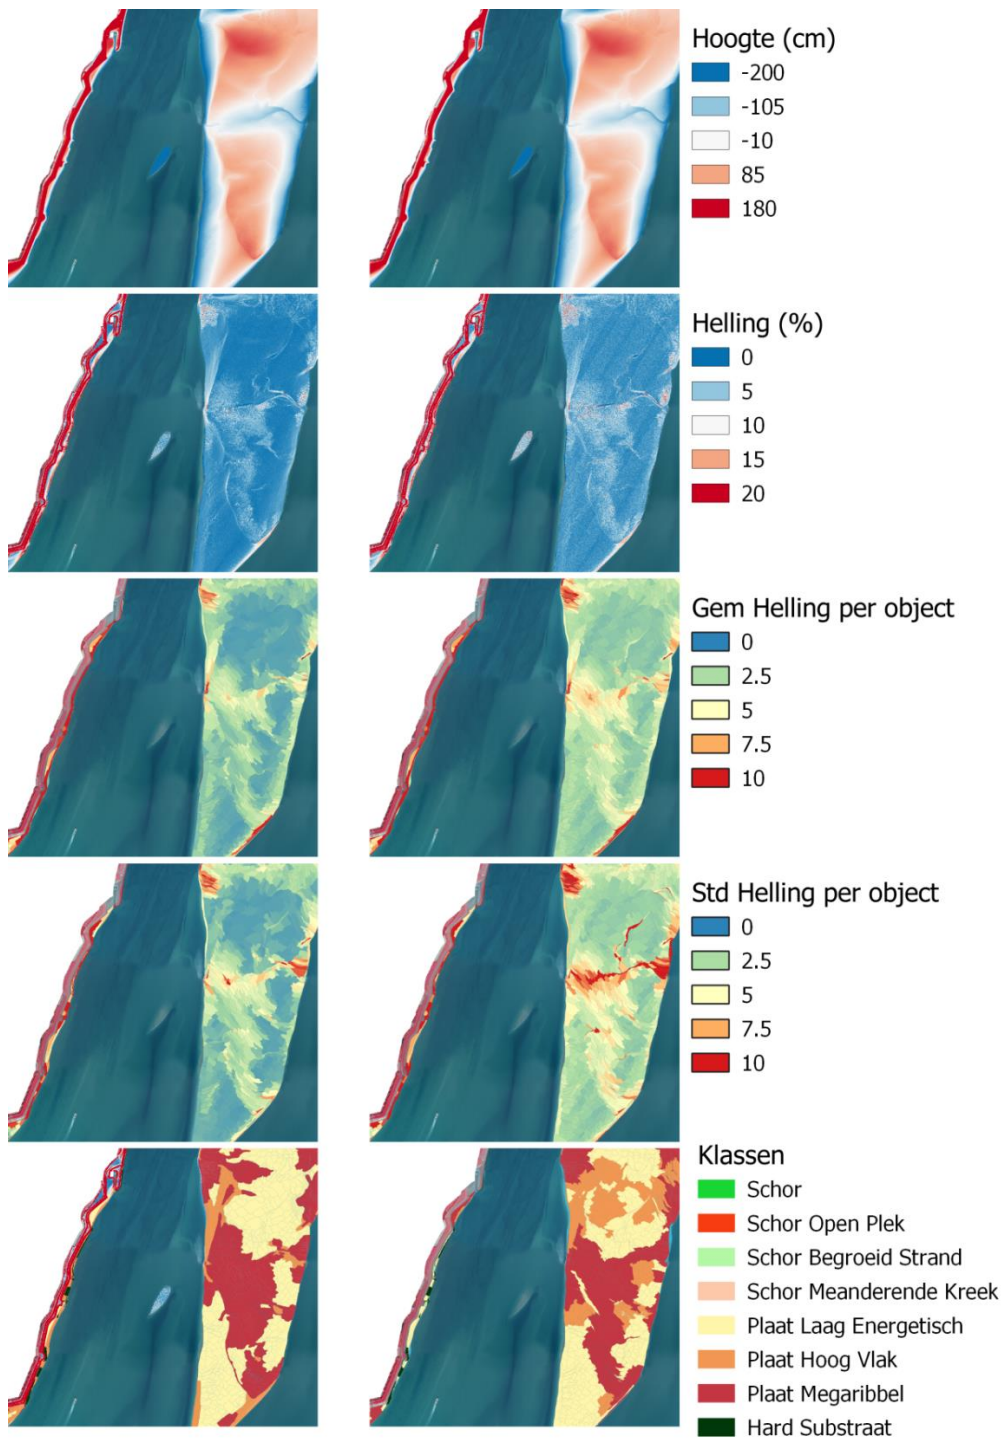 Hoogte (cm)
-200
-105
-10
85
180
Helling (%)
0
5
10
15
20
Gem Helling per object
0
2.5
5
7.5
10
Std Helling per object
0
2.5
5
7.5
10
Klassen
Schor
Schor Open Plek
Schor Begroeid Strand
Schor Meanderende Kreek
Plaat Laag Energetisch
Plaat Hoog Vlak
Plaat Megaribbel
Hard Substraat